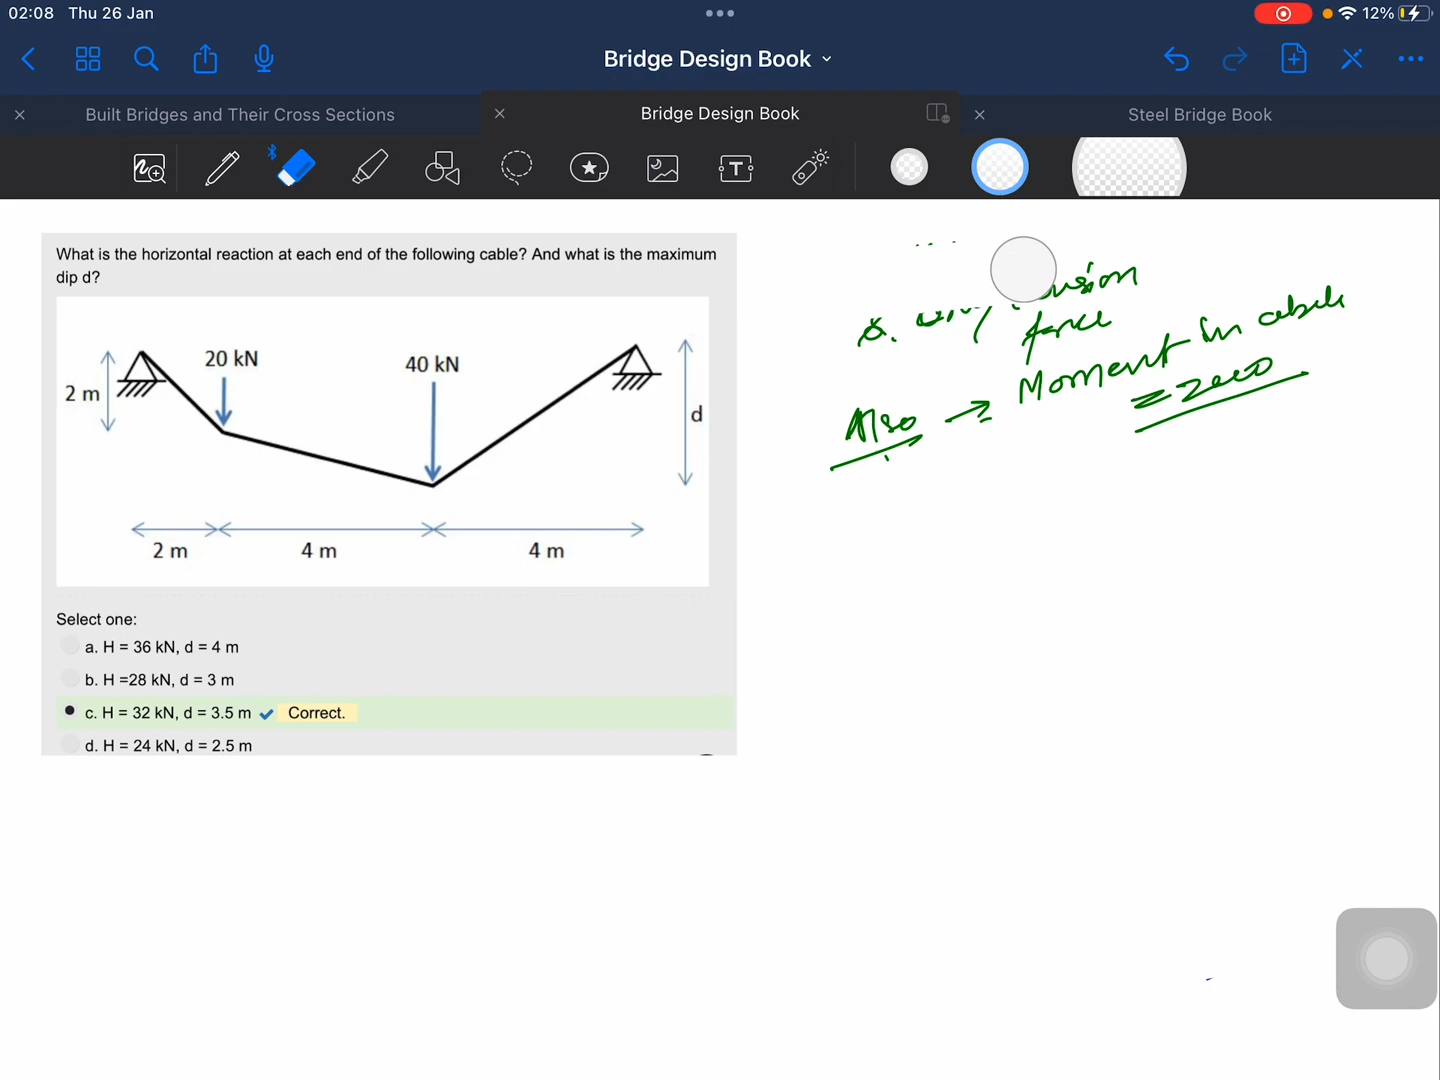 02:08 Thu 26 Jan
12%
Bridge Design Book
Built Bridges and Their Cross Sections
Bridge Design Book
Steel Bridge Book
What is the horizontal reaction at each end of the following cable? And what is the maximum
dip d?
20 kN
40 kN
2 m
d
2 m
4 m
4 m
Select one:
a. H = 36 kN, d = 4 m
b. H =28 kN, d = 3 m
c. H = 32 kN, d = 3.5 m Correct.
d. H = 24 kN, d = 2.5 m
force
Also → Moment in cable
= zero